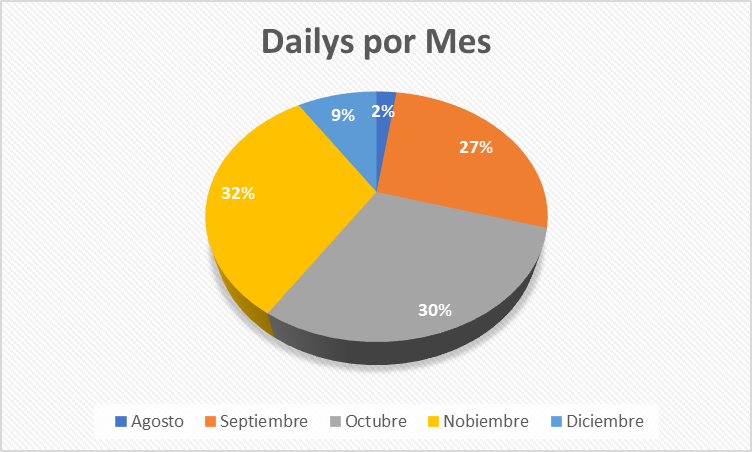 Dailys por Mes
9%
2%
27%
32%
30%
Agosto Septiembre Octubre Nobiembre Diciembre